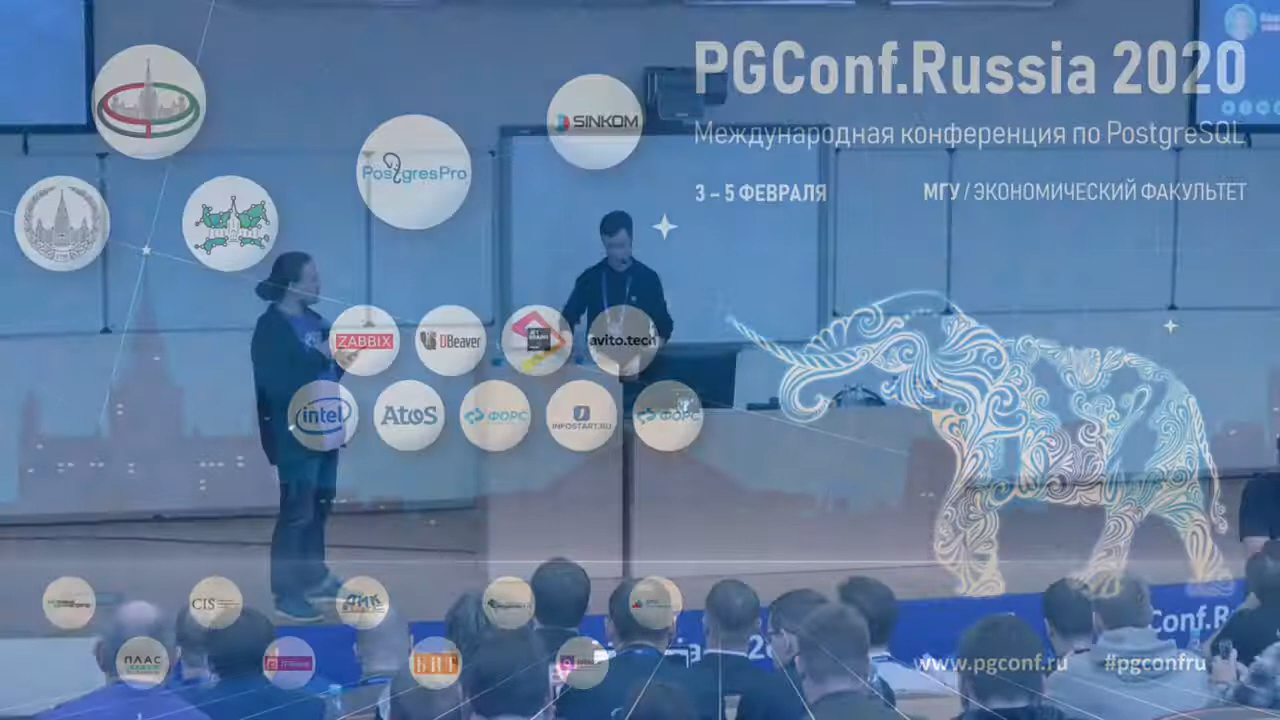 PGConf.Russia 2020
Международная конференция по PostgreSQL
3 – 5 ФЕВРАЛЯ
МГУ / ЭКОНОМИЧЕСКИЙ ФАКУЛЬТЕТ
SINKOM
PostgresPro
ZABBIX
DBeaver
avito.tech
intel
Atos
ФОРС
INFOSTART.RU
ФОРС
CIS
ПЛАС
Conf.R
www.pgconf.ru
#pgconfru